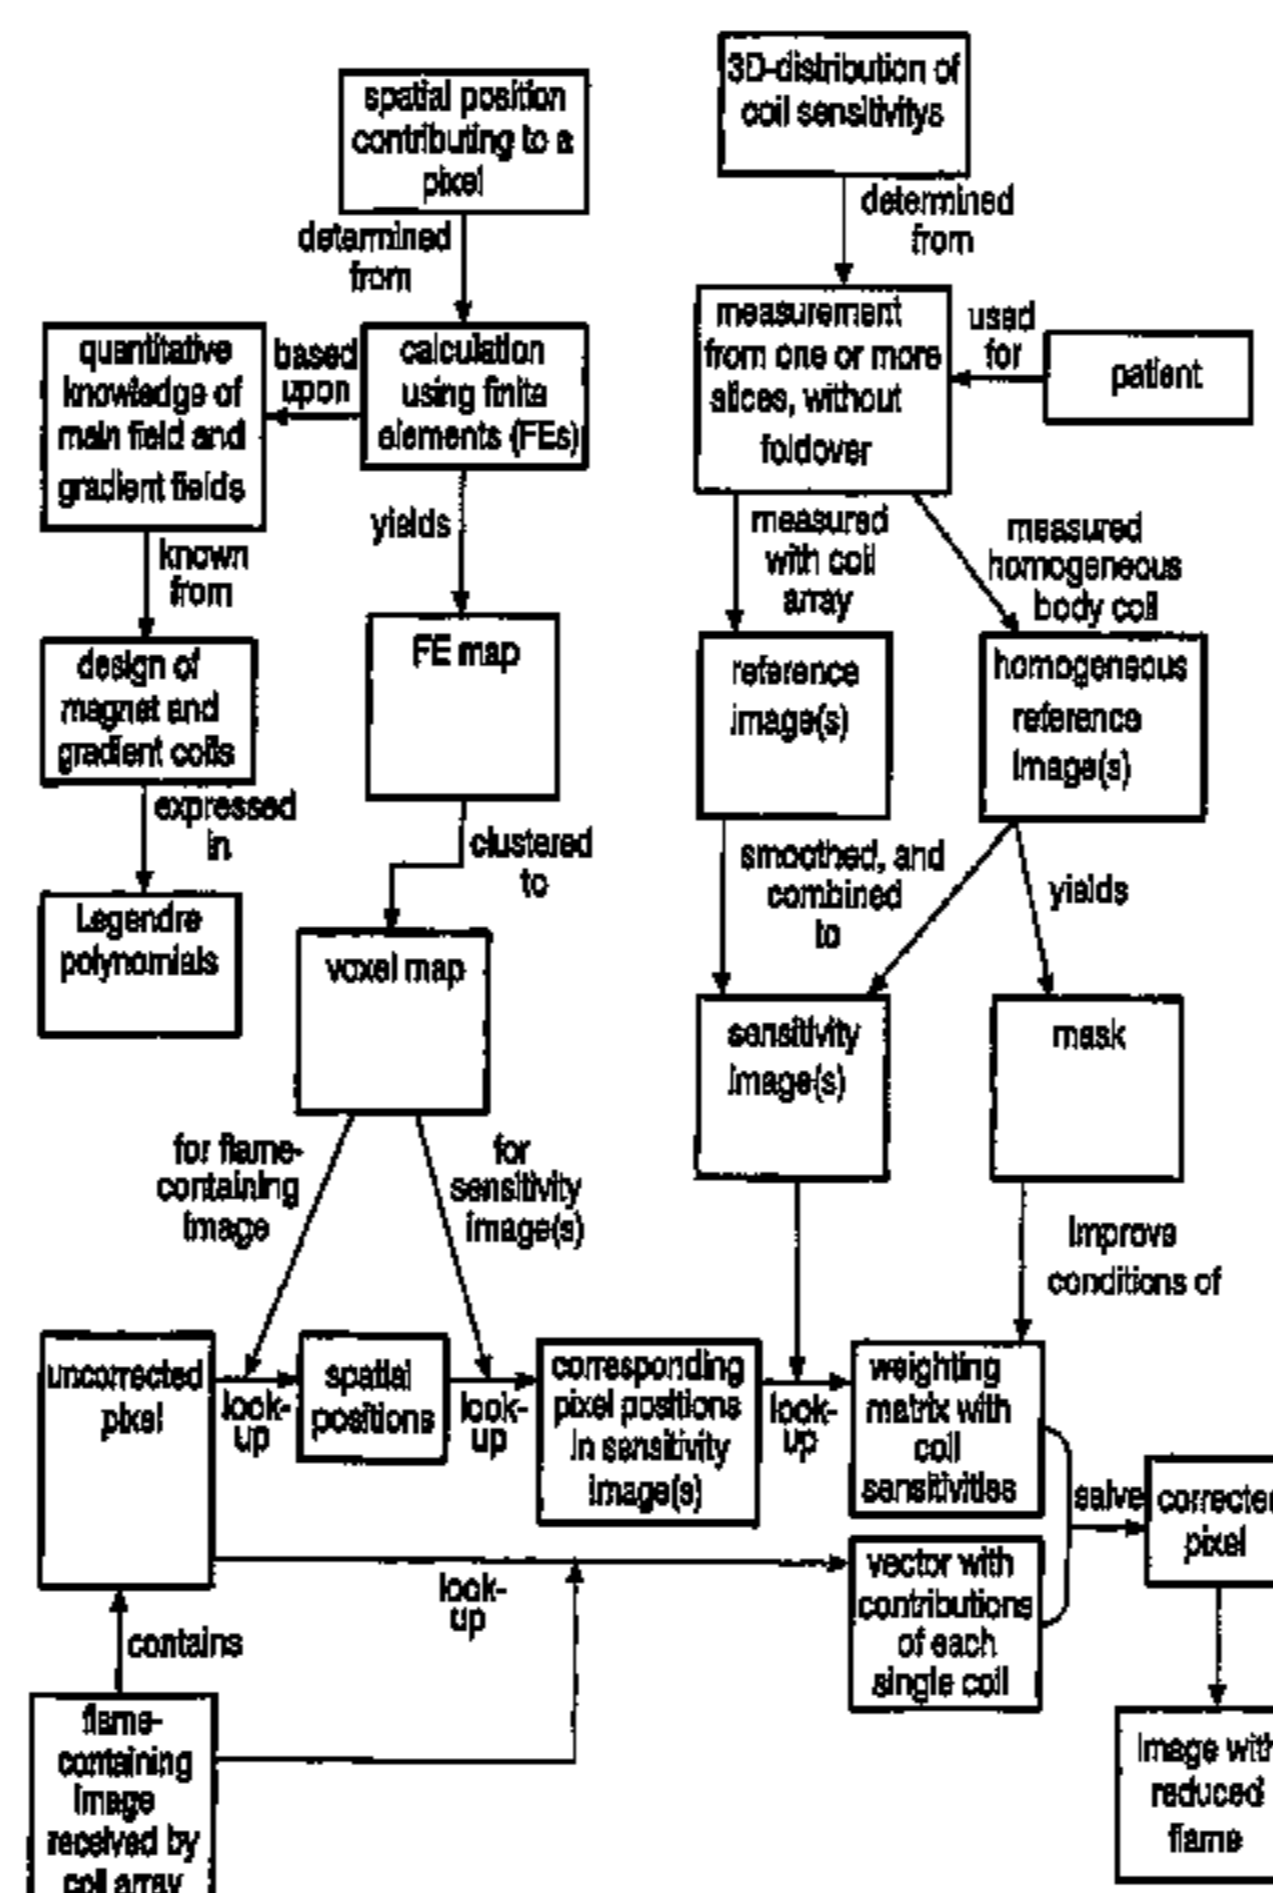 spatial position
contributing to a
pixel
3D-distribution of
coil sensitivitys
determined
from
determined
from
quantitative
knowledge of
main field and
gradient fields
based
upon
calculation
using finite
elements (FEs)
measurement
from one or more
slices, without
foldover
used
for
patient
known
from
yields
measured
with coil
array
measured
homogeneous
body coil
design of
magnet and
gradient coils
FE map
reference
image(s)
homogeneous
reference
image(s)
expressed
in
clustered
to
smoothed, and
combined
to
yields
Legendre
polynomials
voxel map
sensitivity
image(s)
mask
for flame-
containing
image
for
sensitivity
image(s)
improve
conditions of
uncorrected
pixel
look-
up
spatial
positions
look-
up
corresponding
pixel positions
in sensitivity
image(s)
look-
up
weighting
matrix with
coil
sensitivities
solve
corrected
pixel
look-
up
vector with
contributions
of each
single coil
contains
flame-
containing
image
received by
coil array
image with
reduced
flame